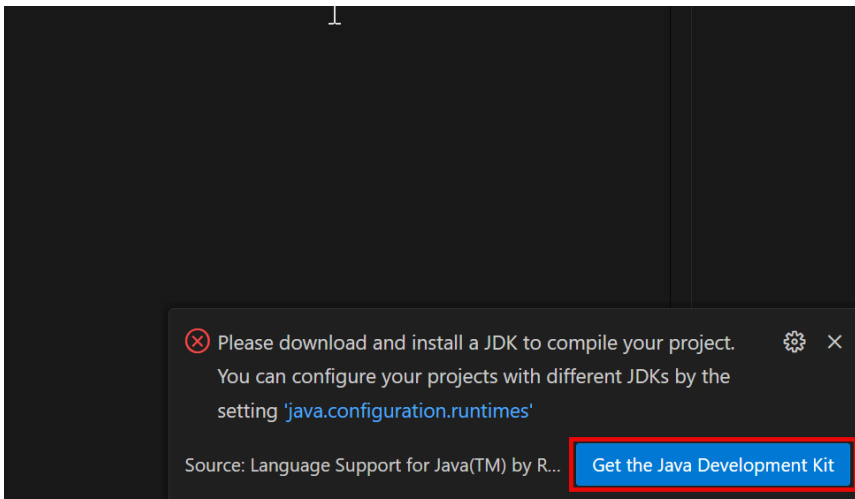 Please download and install a JDK to compile your project.
You can configure your projects with different JDKs by the
setting 'java.configuration.runtimes'
Source: Language Support for Java(TM) by R...
Get the Java Development Kit